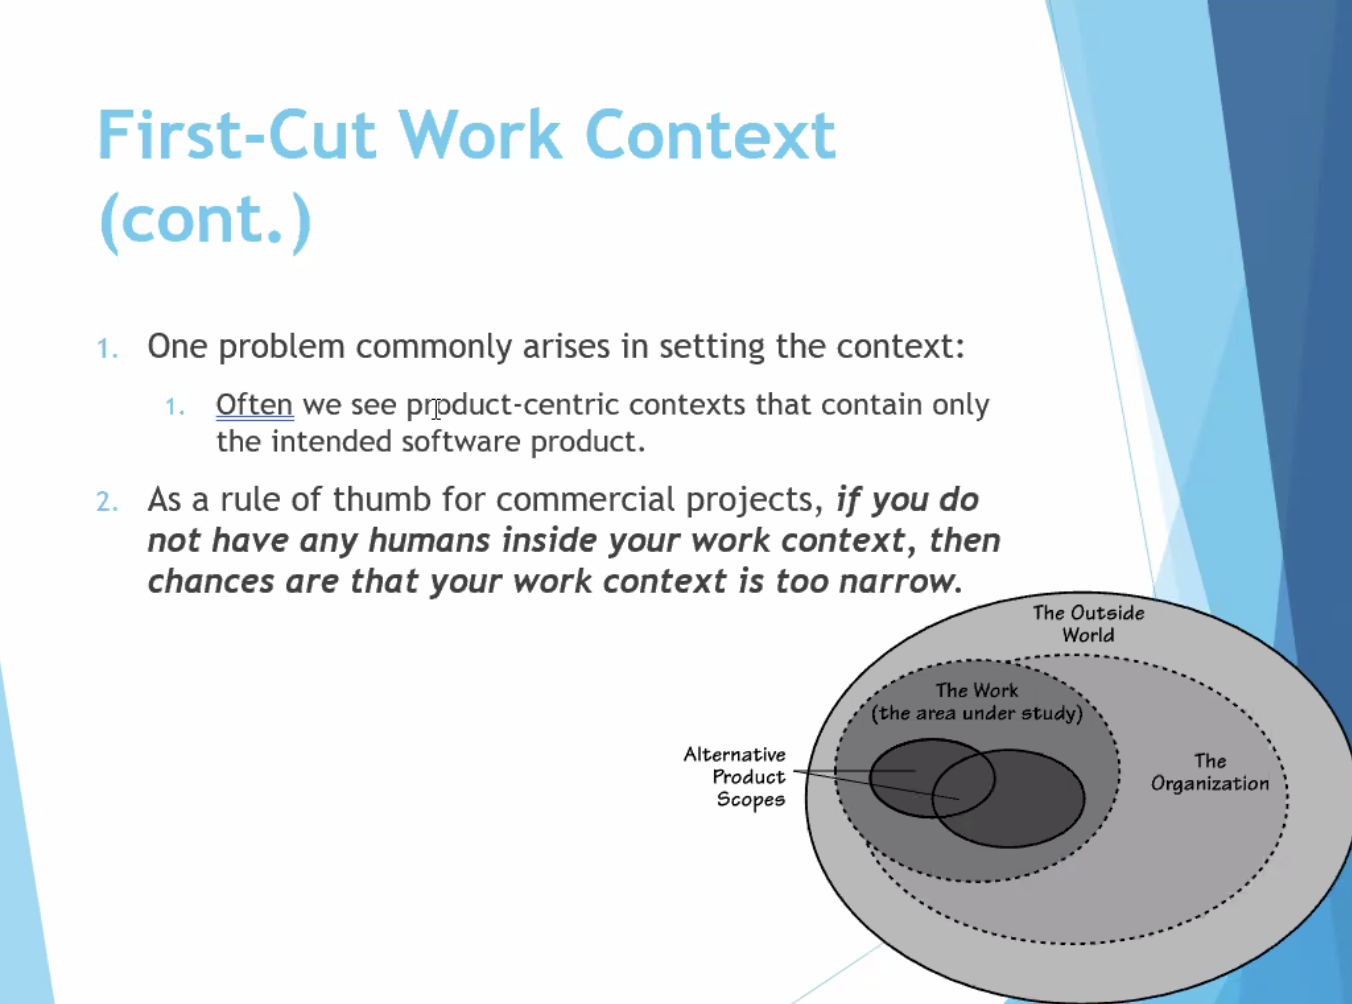 First-Cut Work Context
(cont.)
1. One problem commonly arises in setting the context:
1. Often we see product-centric contexts that contain only
the intended software product.
2. As a rule of thumb for commercial projects, if you do
not have any humans inside your work context, then
chances are that your work context is too narrow.
The Outside
World
The Work
(the area under study)
Alternative
Product
Scopes
The
Organization